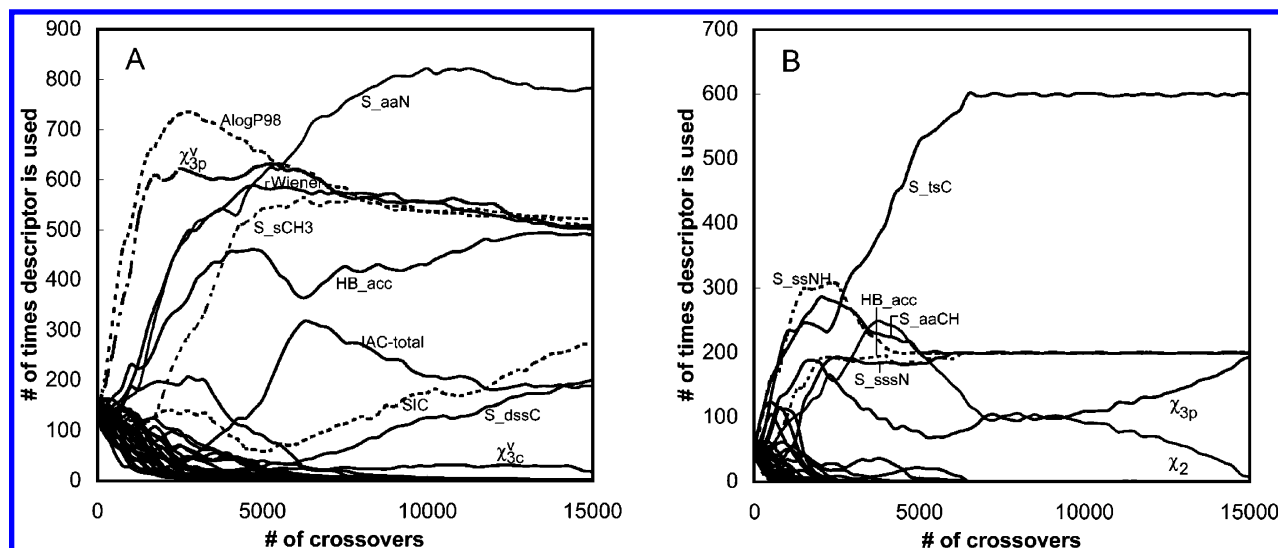 A
# of times descriptor is used
900
800
700
600
500
400
300
200
100
0
S_aaN
AlogP98
χ3pv
rWiener
S_sCH3
HB_acc
IAC-total
SIC
S_dssC
χ3cv
0 5000 10000 15000
# of crossovers
B
# of times descriptor is used
700
600
500
400
300
200
100
0
S_tsC
S_ssNH
HB_acc
S_aaCH
S_sssN
χ3p
χ2
0 5000 10000 15000
# of crossovers